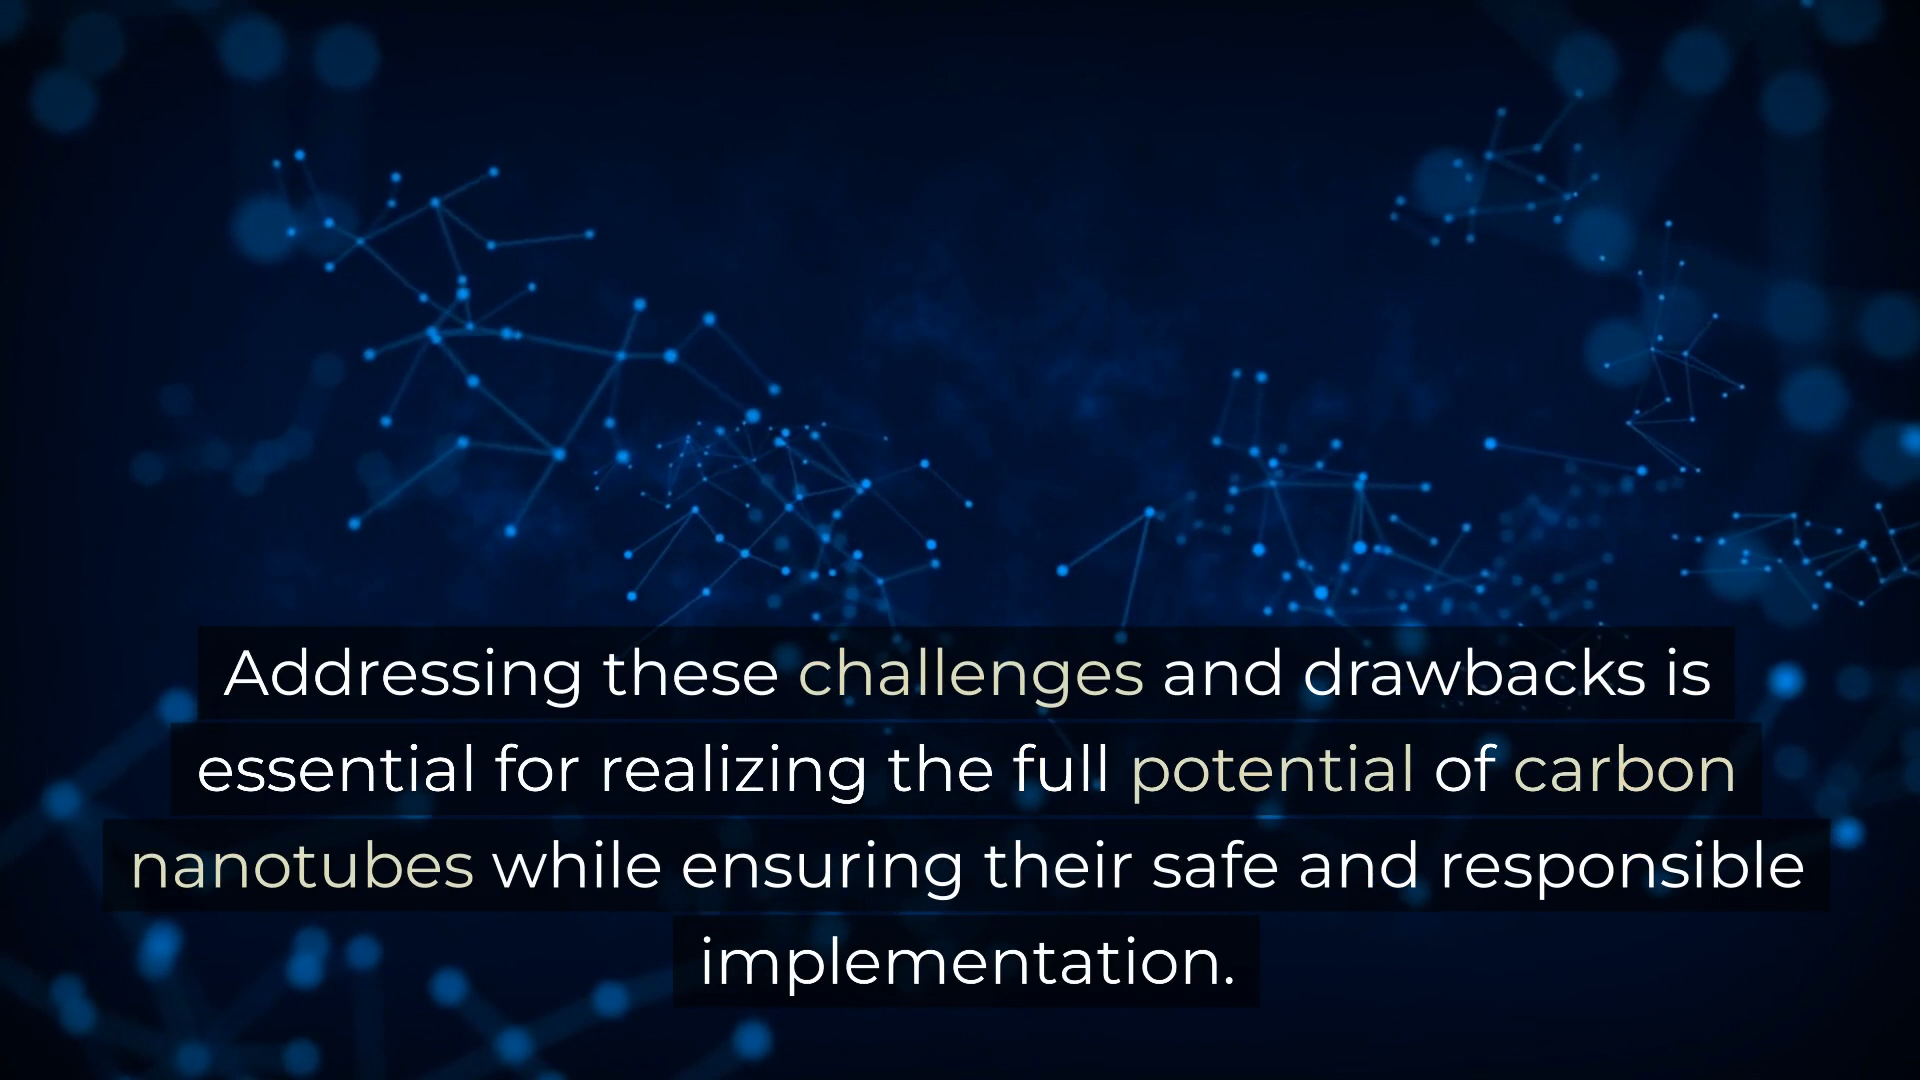 Addressing these challenges and drawbacks is
essential for realizing the full potential of carbon
nanotubes while ensuring their safe and responsible
implementation.